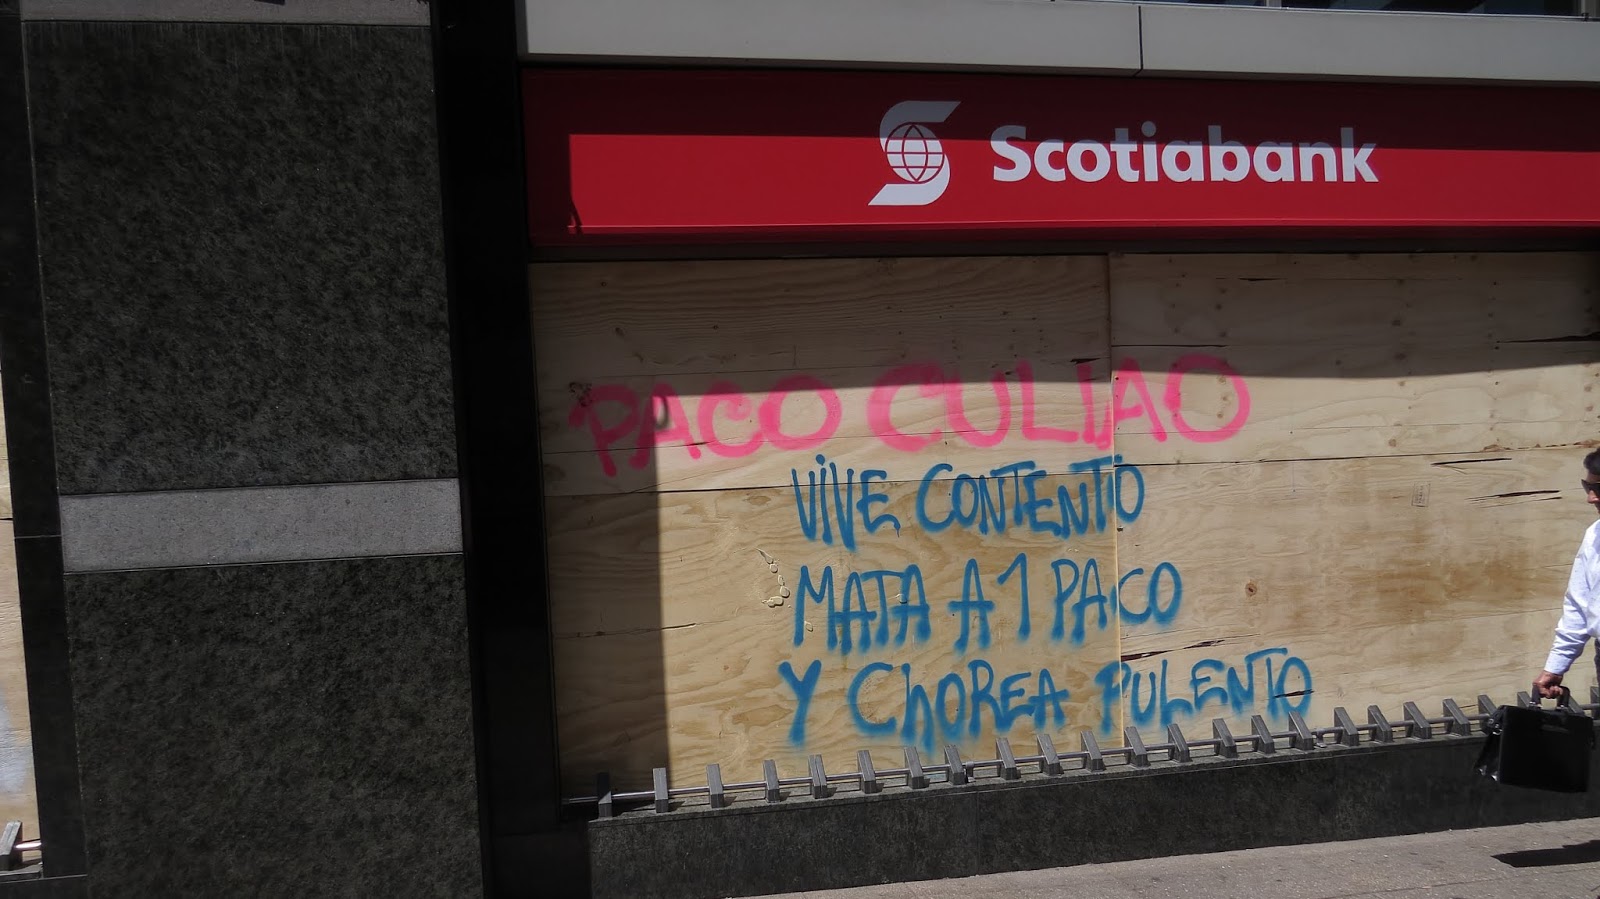 Scotiabank
PACO CULIAO
VIVE CONTENTO
MATA A 1 PACO
Y CHOREA PULENTO